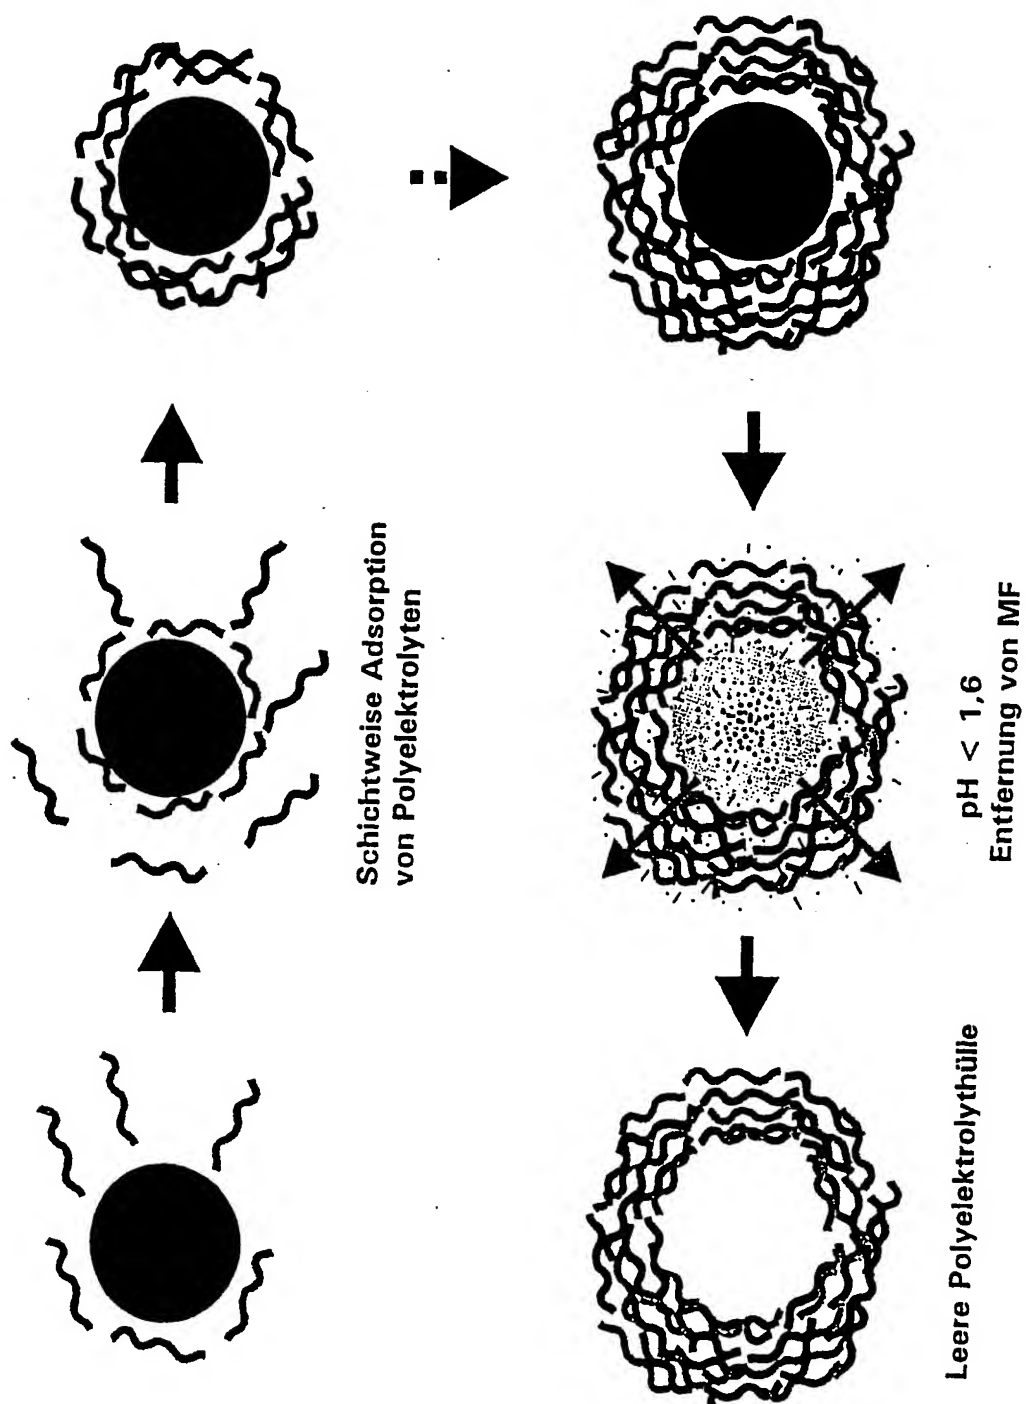 Schichtweise Adsorption
von Polyelektrolyten
pH < 1,6
Entfernung von MF
Leere Polyelektrolythülle